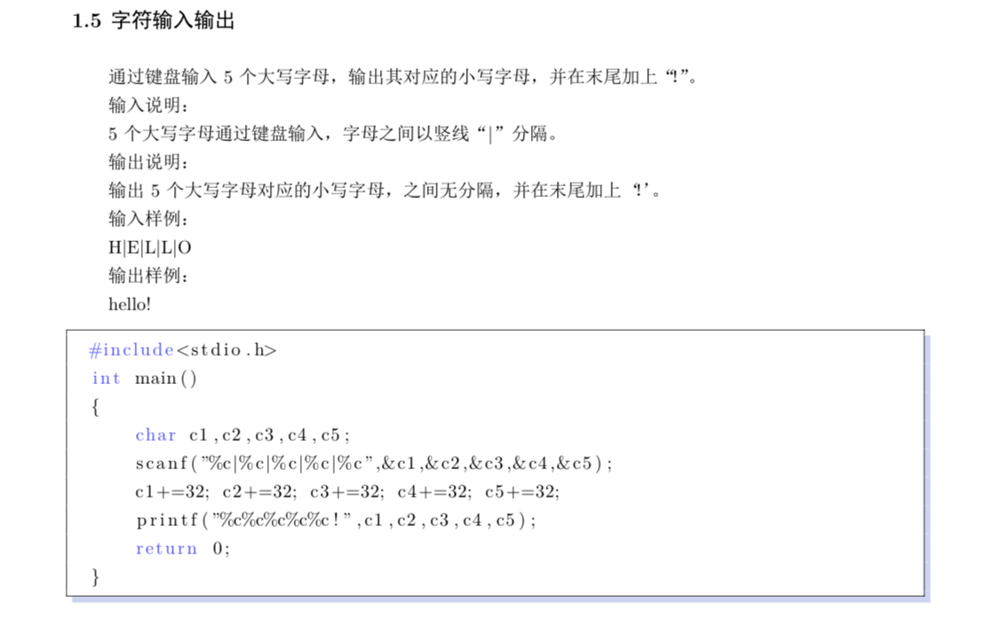 1.5 字符输入输出
通过键盘输入 5 个大写字母，输出其对应的小写字母，并在末尾加上 “!”。
输入说明：
5 个大写字母通过键盘输入，字母之间以竖线“|”分隔。
输出说明：
输出 5 个大写字母对应的小写字母，之间无分隔，并在末尾加上 ‘!’。
输入样例：
H|E|L|L|O
输出样例：
hello!
#include<stdio.h>
int main()
{
char c1,c2,c3,c4,c5;
scanf(”%c|%c|%c|%c|%c”,&c1,&c2,&c3,&c4,&c5);
c1+=32; c2+=32; c3+=32; c4+=32; c5+=32;
printf(”%c%c%c%c%c!”,c1,c2,c3,c4,c5);
return 0;
}